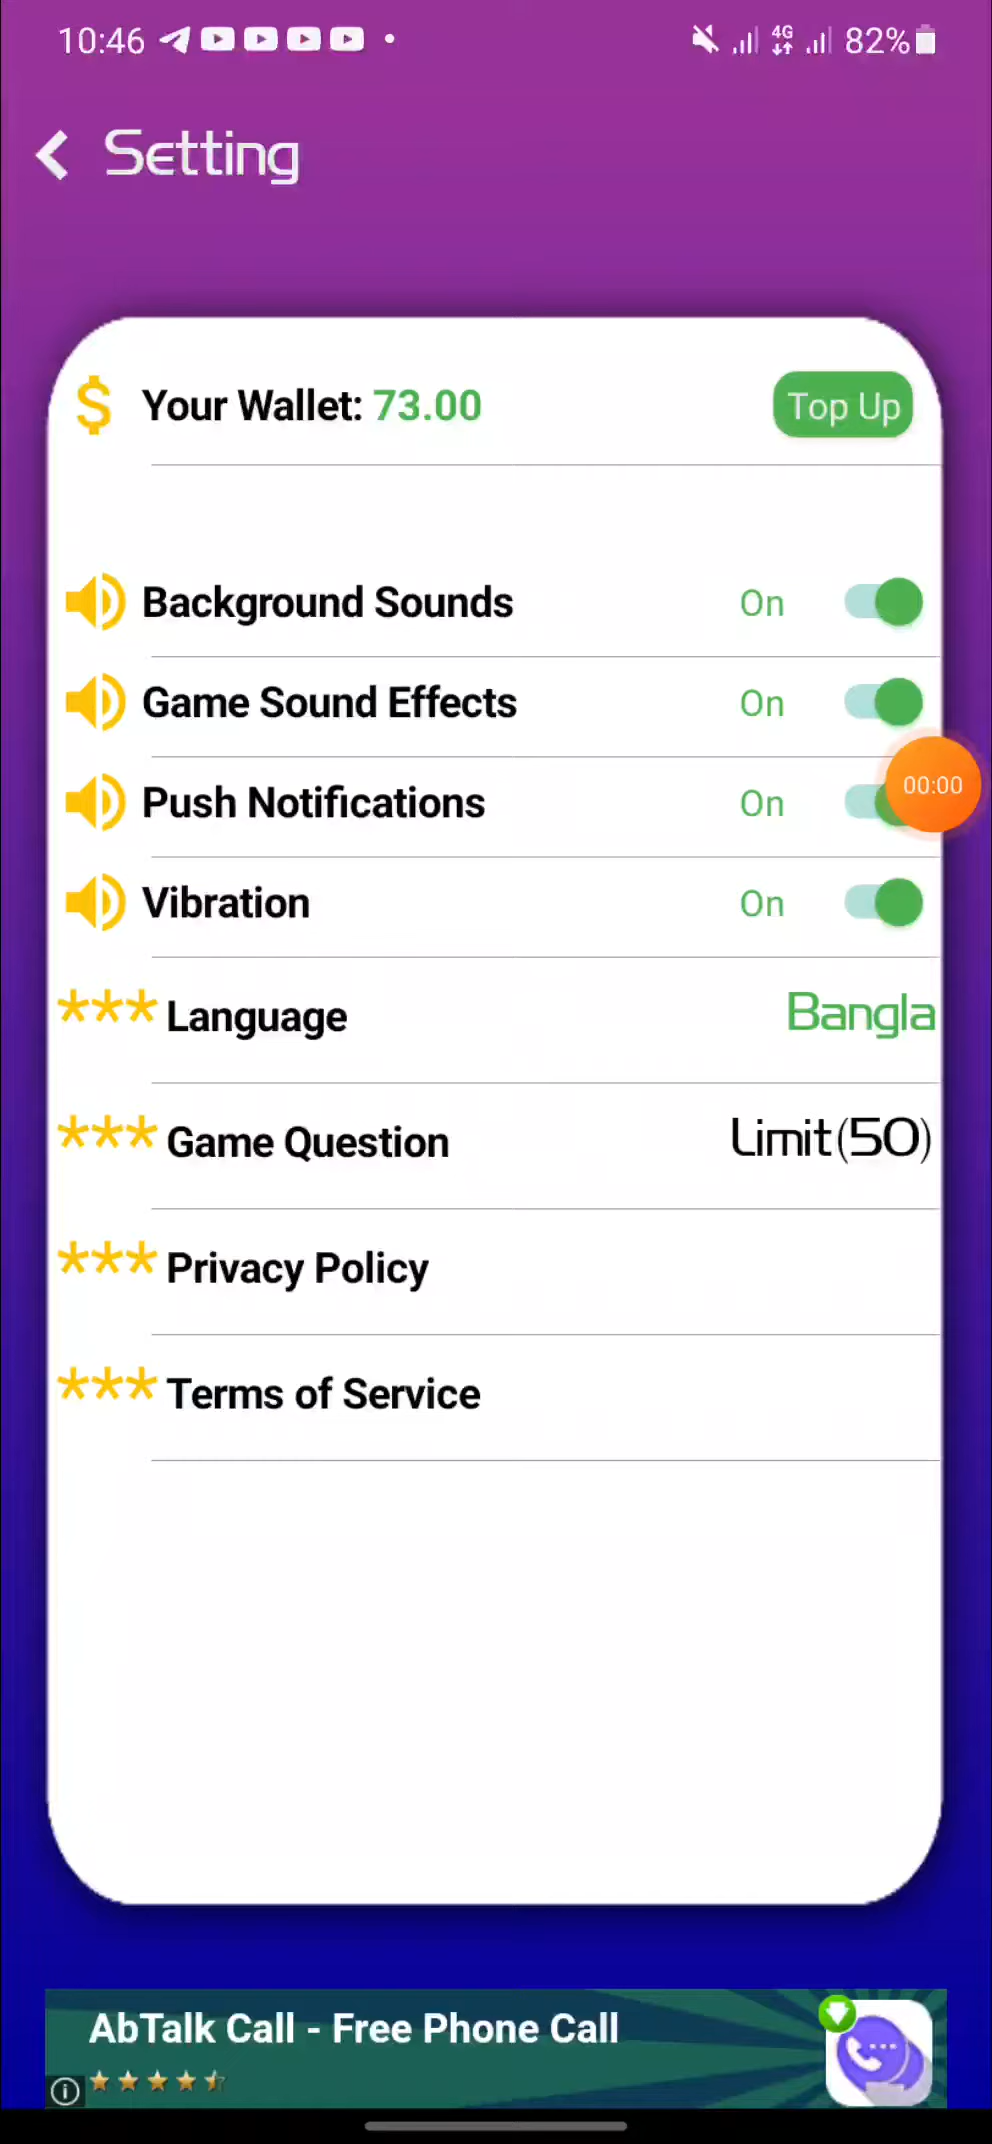 10:46 4G 82%
Setting
$ Your Wallet: 73.00 Top Up
Background Sounds On
Game Sound Effects On
00:00
Push Notifications On
Vibration On
*** Language Bangla
*** Game Question Limit(50)
*** Privacy Policy
*** Terms of Service
AbTalk Call - Free Phone Call